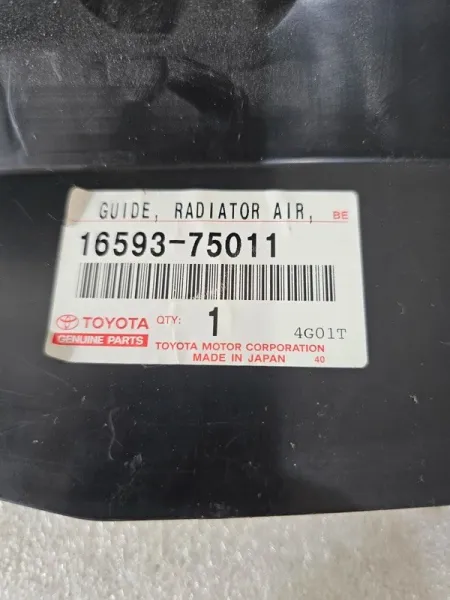 GUIDE, RADIATOR AIR, BE
16593-75011
TOYOTA QTY: 1 4G01T
GENUINE PARTS TOYOTA MOTOR CORPORATION
MADE IN JAPAN 40